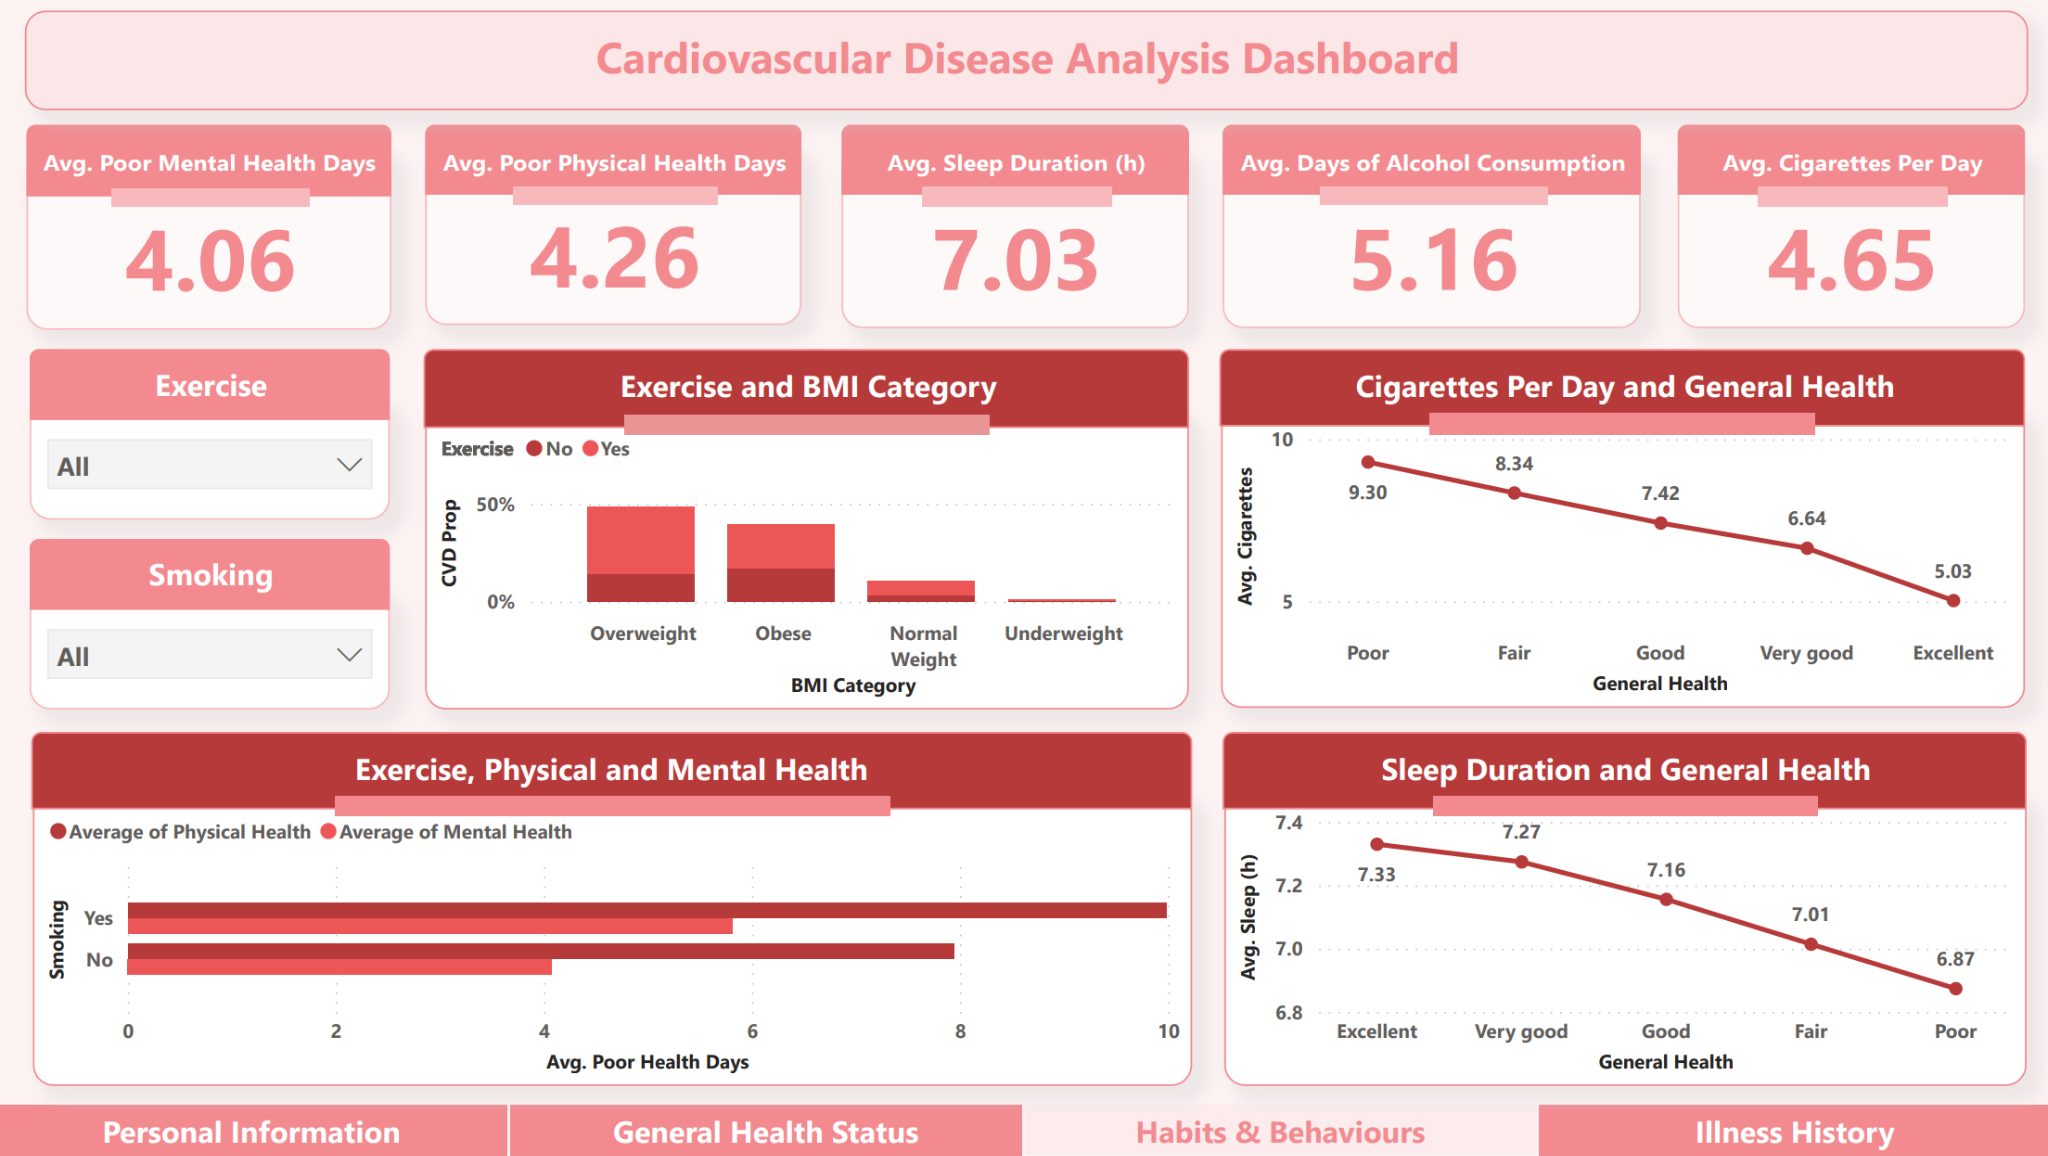 Cardiovascular Disease Analysis Dashboard
Avg. Poor Mental Health Days
4.06
Avg. Poor Physical Health Days
4.26
Avg. Sleep Duration (h)
7.03
Avg. Days of Alcohol Consumption
5.16
Avg. Cigarettes Per Day
4.65
Exercise
All
Smoking
All
Exercise and BMI Category
Exercise No Yes
CVD Prop
50%
0%
Overweight
Obese
Normal
Weight
Underweight
BMI Category
Cigarettes Per Day and General Health
Avg. Cigarettes
10
5
9.30
8.34
7.42
6.64
5.03
Poor
Fair
Good
Very good
Excellent
General Health
Exercise, Physical and Mental Health
Average of Physical Health Average of Mental Health
Smoking
Yes
No
0
2
4
6
8
10
Avg. Poor Health Days
Sleep Duration and General Health
Avg. Sleep (h)
7.4
7.2
7.0
6.8
7.33
7.27
7.16
7.01
6.87
Excellent
Very good
Good
Fair
Poor
General Health
Personal Information
General Health Status
Habits & Behaviours
Illness History